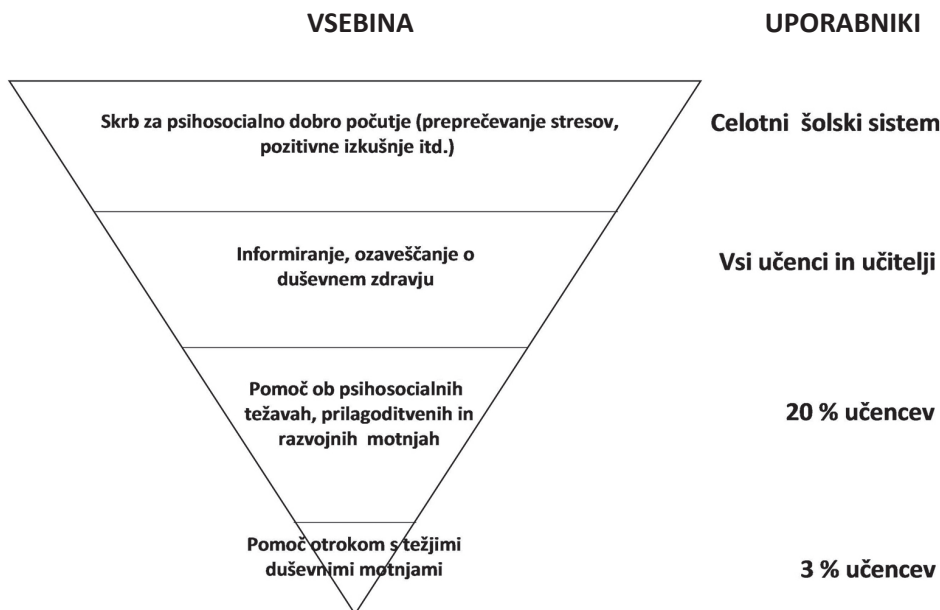 VSEBINA
UPORABNIKI
Skrb za psihosocialno dobro počutje (preprečevanje stresov,
pozitivne izkušnje itd.)
Celotni šolski sistem
Informiranje, ozaveščanje o
duševnem zdravju
Vsi učenci in učitelji
Pomoč ob psihosocialnih
težavah, prilagoditvenih in
razvojnih motnjah
20 % učencev
Pomoč otrokom s težjimi
duševnimi motnjami
3 % učencev